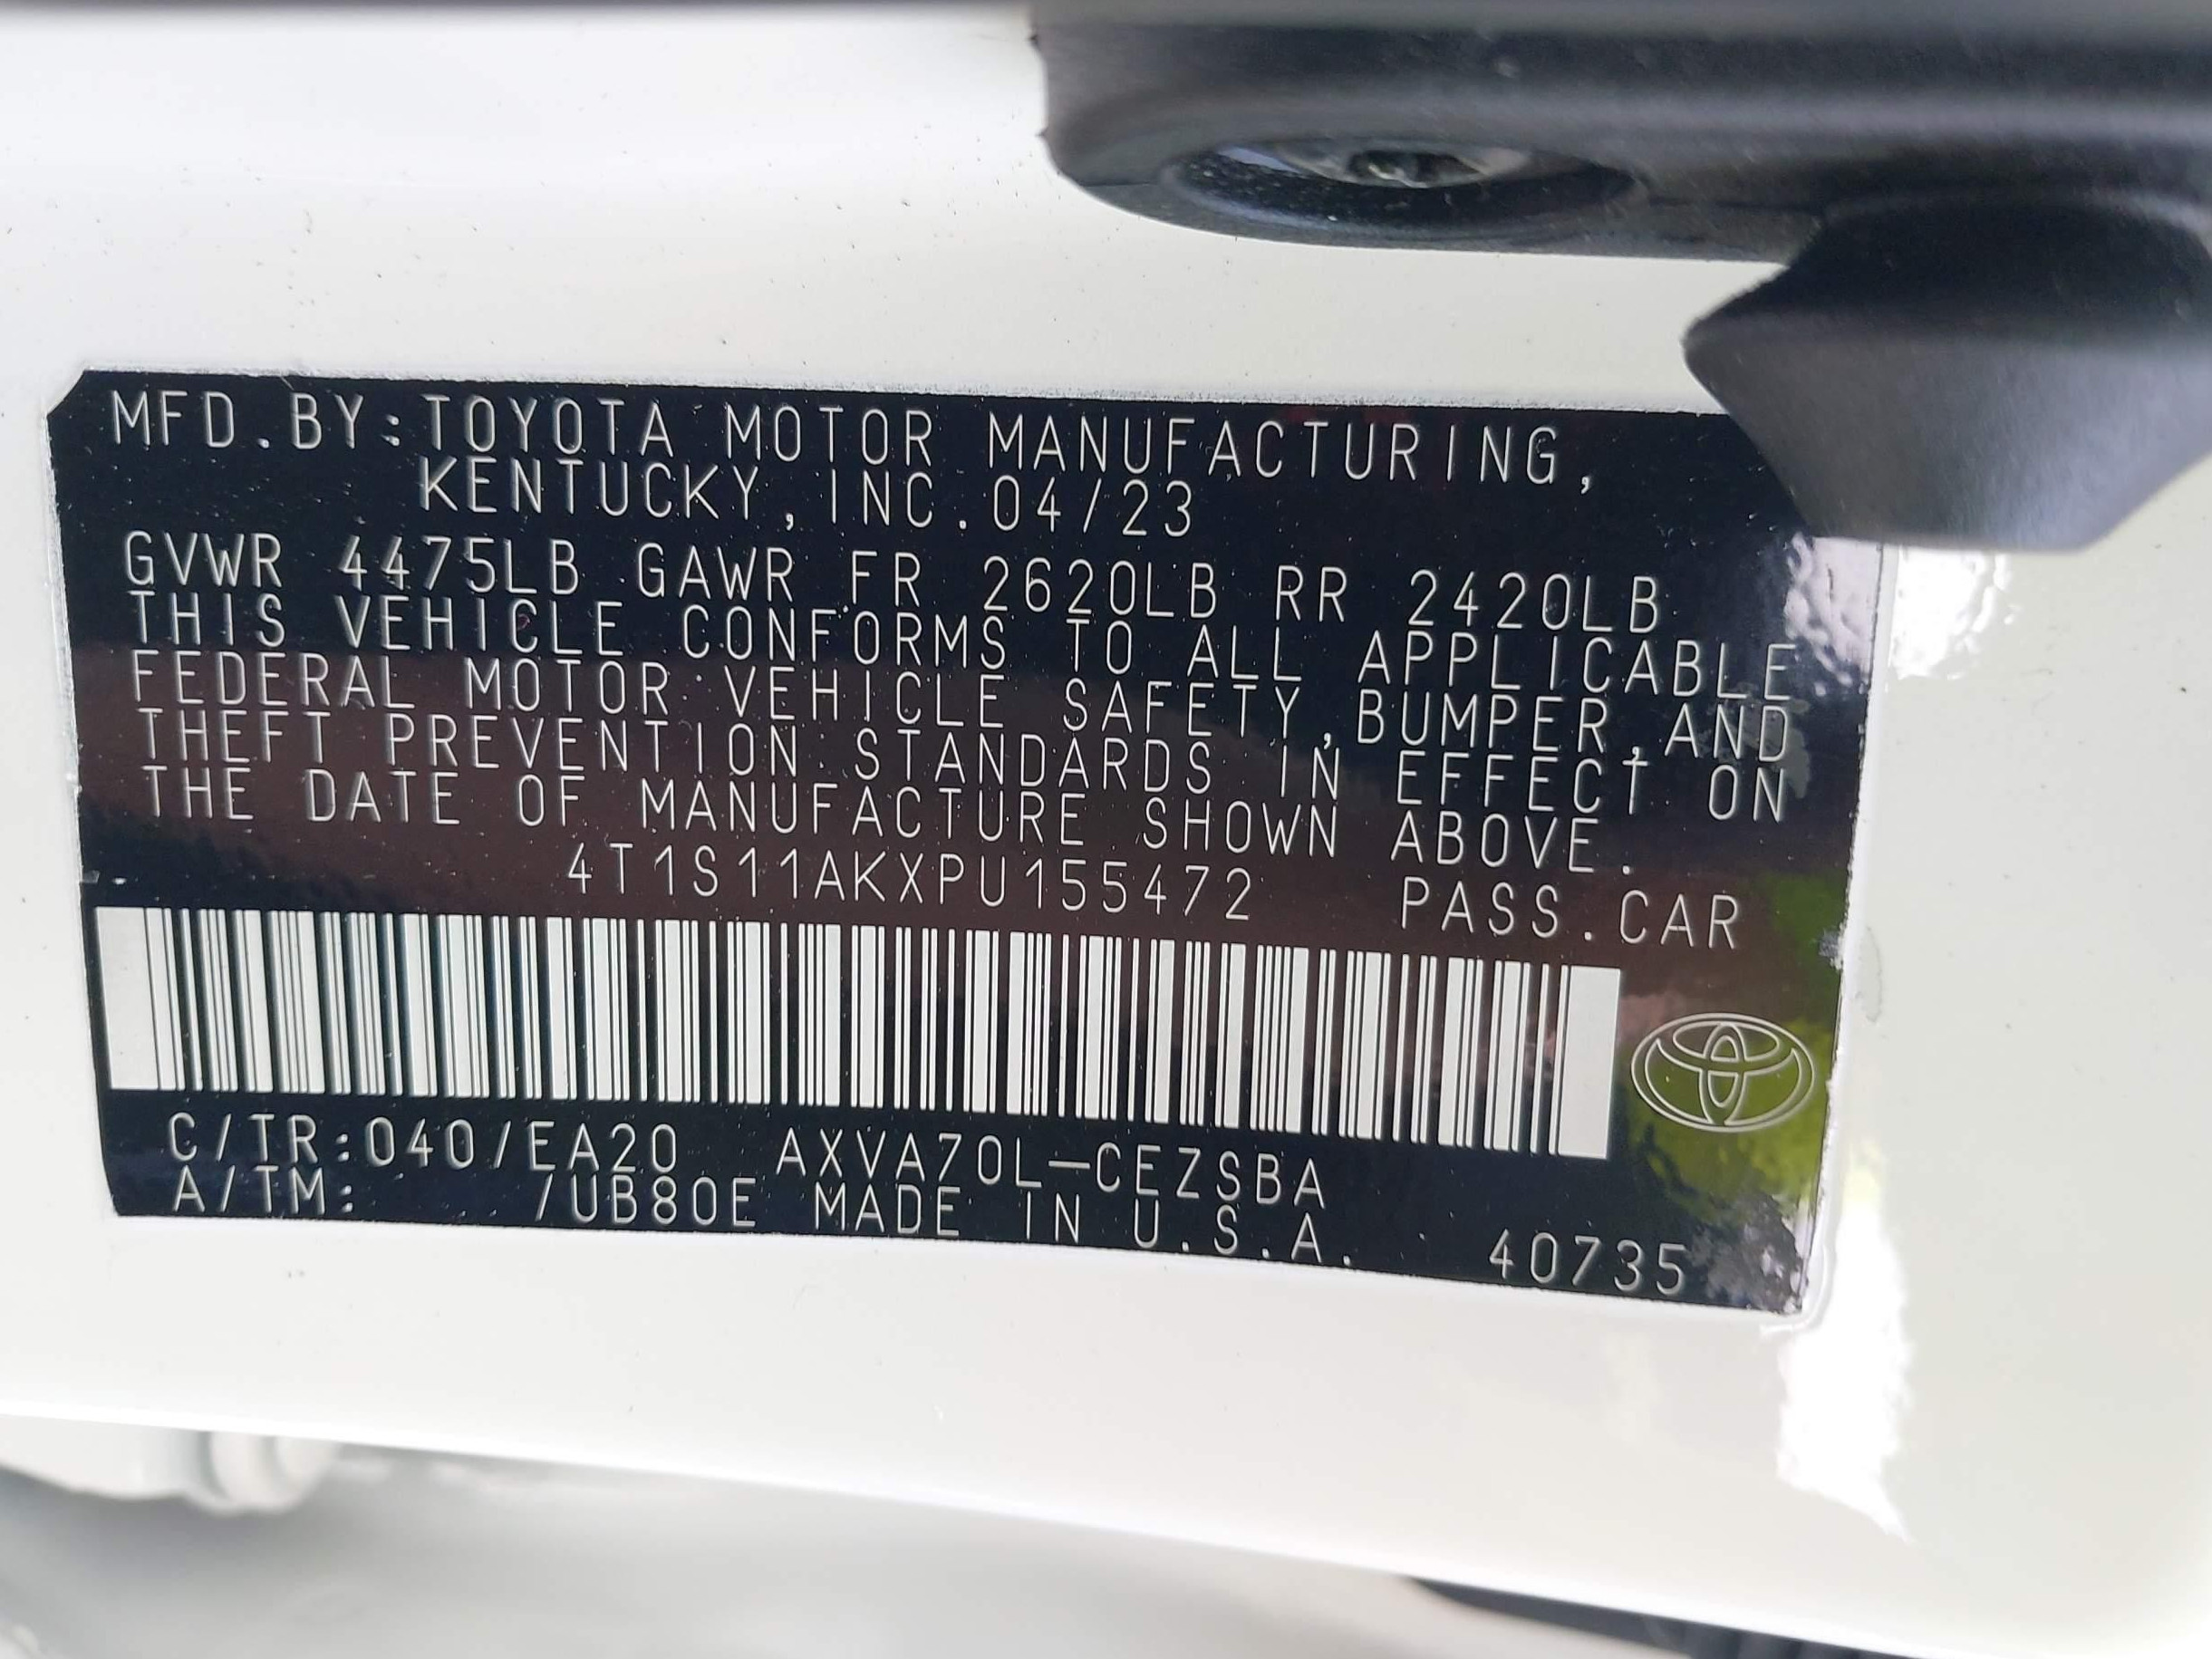 MFD.BY:TOYOTA MOTOR MANUFACTURING,
KENTUCKY,INC.04/23
GVWR 4475LB GAWR FR 2620LB RR 2420LB
THIS VEHICLE CONFORMS TO ALL APPLICABLE
FEDERAL MOTOR VEHICLE SAFETY,BUMPER,AND
THEFT PREVENTION STANDARDS IN EFFECT ON
THE DATE OF MANUFACTURE SHOWN ABOVE.
4T1S11AKXPU155472 PASS.CAR
C/TR:040/EA20 AXVA70L-CEZSBA
A/TM: /UB80E MADE IN U.S.A. 40735